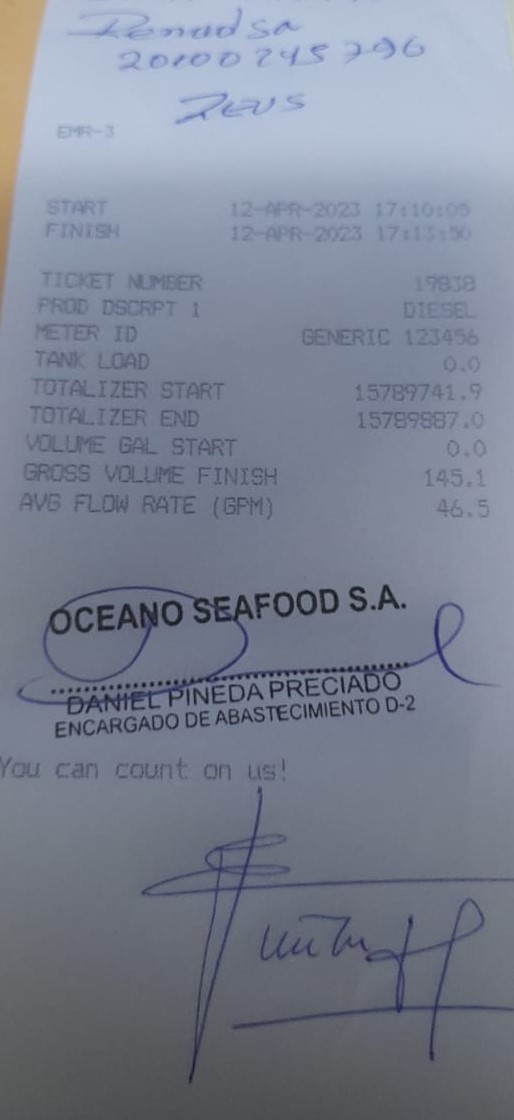 Penud sa
20100245796
ZEUS
EMR-3
START 12-APR-2023 17:10:05
FINISH 12-APR-2023 17:13:50
TICKET NUMBER 19838
PROD DSCRPT 1 DIESEL
METER ID GENERIC 123456
TANK LOAD 0.0
TOTALIZER START 15789741.9
TOTALIZER END 15789887.0
VOLUME GAL START 0.0
GROSS VOLUME FINISH 145.1
AVG FLOW RATE (GPM) 46.5
OCEANO SEAFOOD S.A.
DANIEL PINEDA PRECIADO
ENCARGADO DE ABASTECIMIENTO D-2
You can count on us!